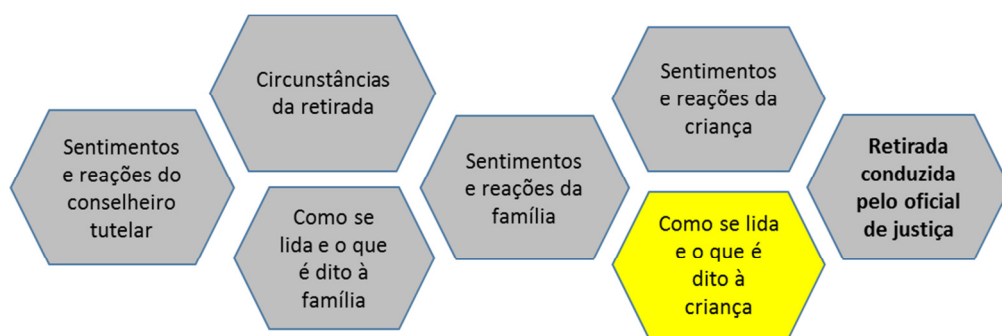 Sentimentos
e reações do
conselheiro
tutelar
Circunstâncias
da retirada
Como se
lida e o que
é dito à
família
Sentimentos
e reações da
família
Sentimentos
e reações da
criança
Como se lida
e o que é
dito à
criança
Retirada
conduzida
pelo oficial
de justiça